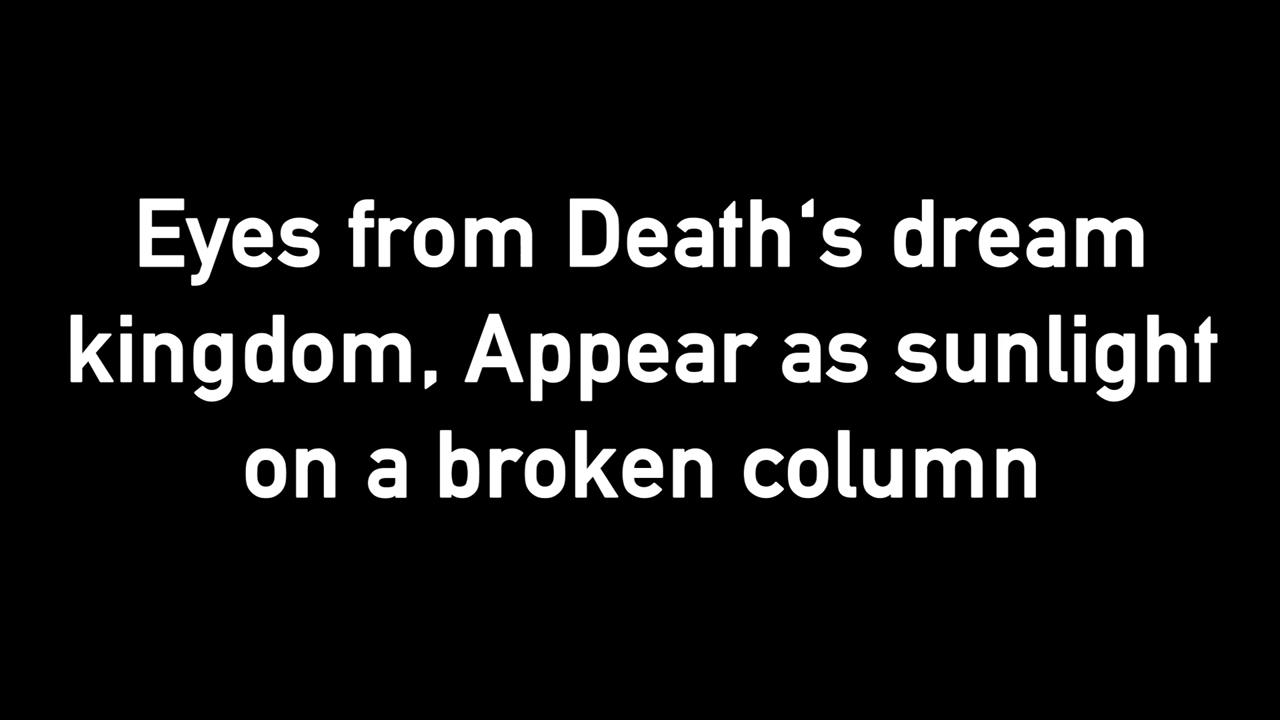 Eyes from Death‘s dream
kingdom, Appear as sunlight
on a broken column